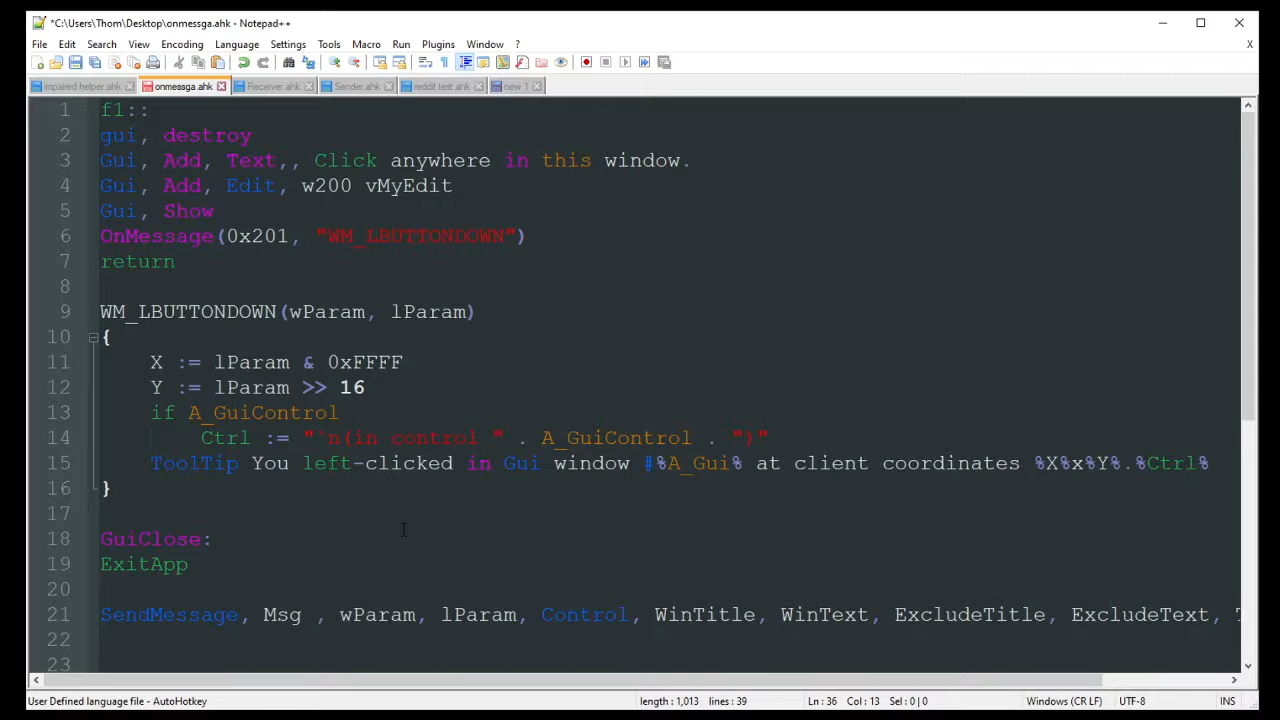 *C:\Users\Thom\Desktop\onmessga.ahk - Notepad++
File Edit Search View Encoding Language Settings Tools Macro Run Plugins Window ? X
impaired helper.ahk onmessga.ahk Receiver.ahk Sender.ahk reddit test.ahk new 1
1 f1::
2 gui, destroy
3 Gui, Add, Text,, Click anywhere in this window.
4 Gui, Add, Edit, w200 vMyEdit
5 Gui, Show
6 OnMessage(0x201, "WM_LBUTTONDOWN")
7 return
8
9 WM_LBUTTONDOWN(wParam, lParam)
10 {
11 X := lParam & 0xFFFF
12 Y := lParam >> 16
13 if A_GuiControl
14 Ctrl := "`n(in control " . A_GuiControl . ")"
15 ToolTip You left-clicked in Gui window #%A_Gui% at client coordinates %X%x%Y%.%Ctrl%
16 }
17
18 GuiClose:
19 ExitApp
20
21 SendMessage, Msg , wParam, lParam, Control, WinTitle, WinText, ExcludeTitle, ExcludeText,
22
23
User Defined language file - AutoHotkey length : 1,013 lines : 39 Ln : 36 Col : 13 Sel : 0 | 0 Windows (CR LF) UTF-8 INS